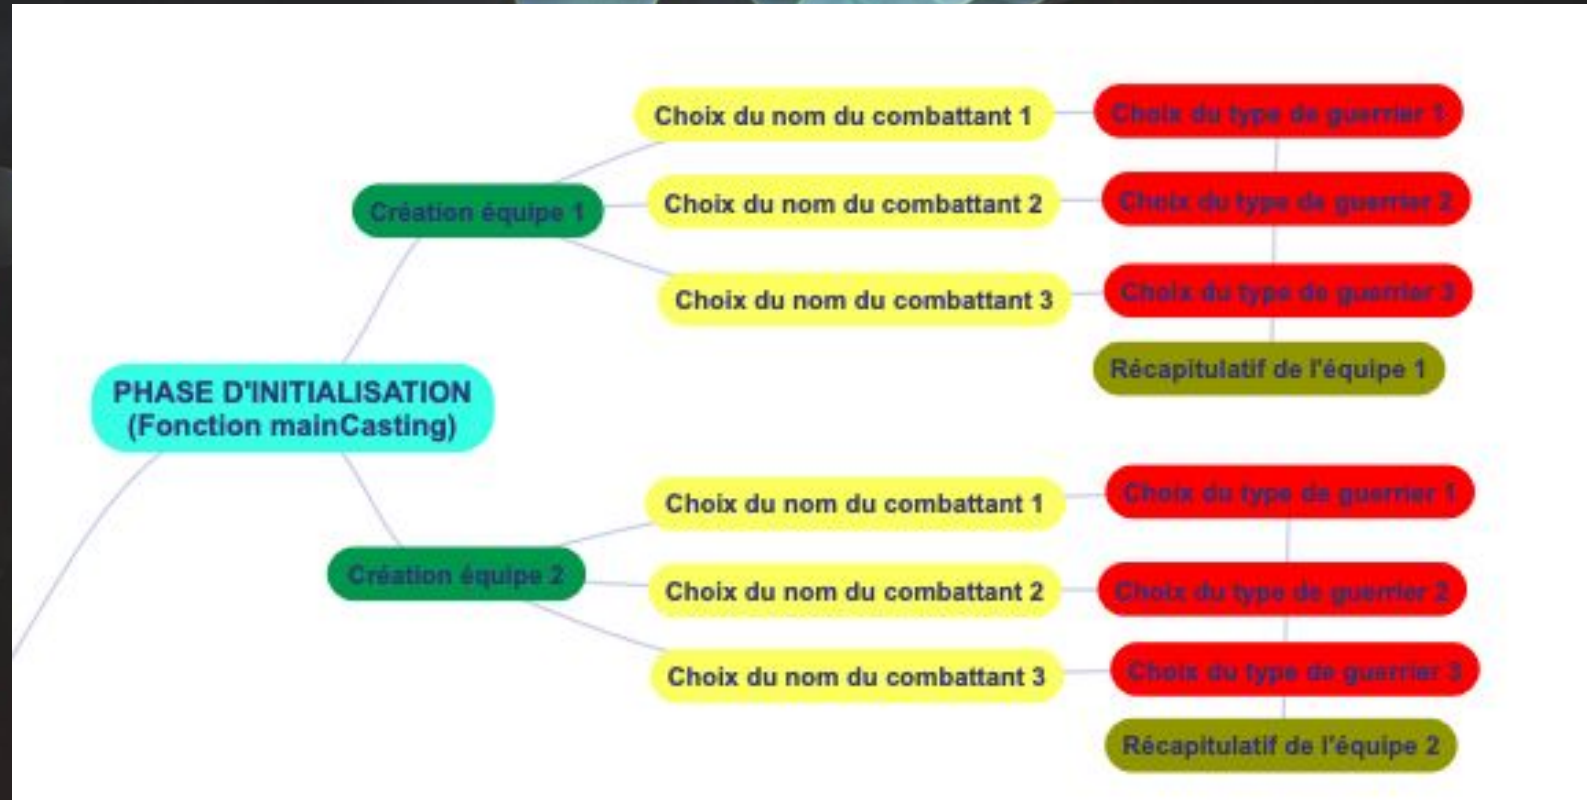 Choix du nom du combattant 1
Choix du type de guerrier 1
Création équipe 1
Choix du nom du combattant 2
Choix du type de guerrier 2
Choix du nom du combattant 3
Choix du type de guerrier 3
Récapitulatif de l'équipe 1
PHASE D'INITIALISATION
(Fonction mainCasting)
Choix du nom du combattant 1
Choix du type de guerrier 1
Création équipe 2
Choix du nom du combattant 2
Choix du type de guerrier 2
Choix du nom du combattant 3
Choix du type de guerrier 3
Récapitulatif de l'équipe 2